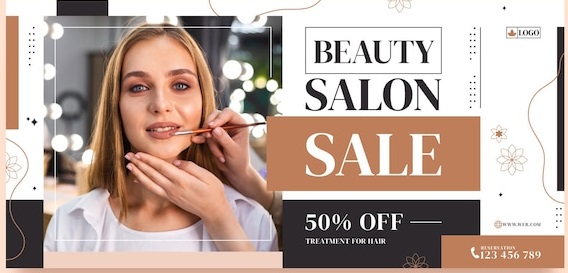 LOGO
BEAUTY
SALON
SALE
50% OFF
TREATMENT FOR HAIR
WWW.WEB.COM
RESERVATION
123 456 789